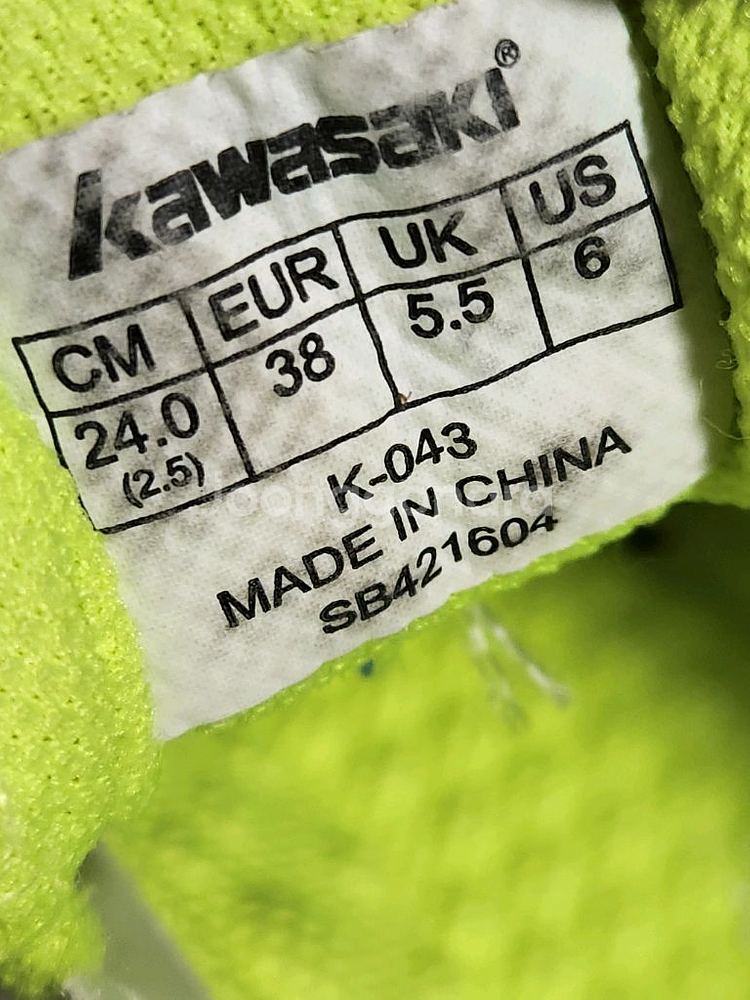 kawasaki®
CM EUR UK US
24.0 38 5.5 6
(2.5)
K-043
MADE IN CHINA
SB421604